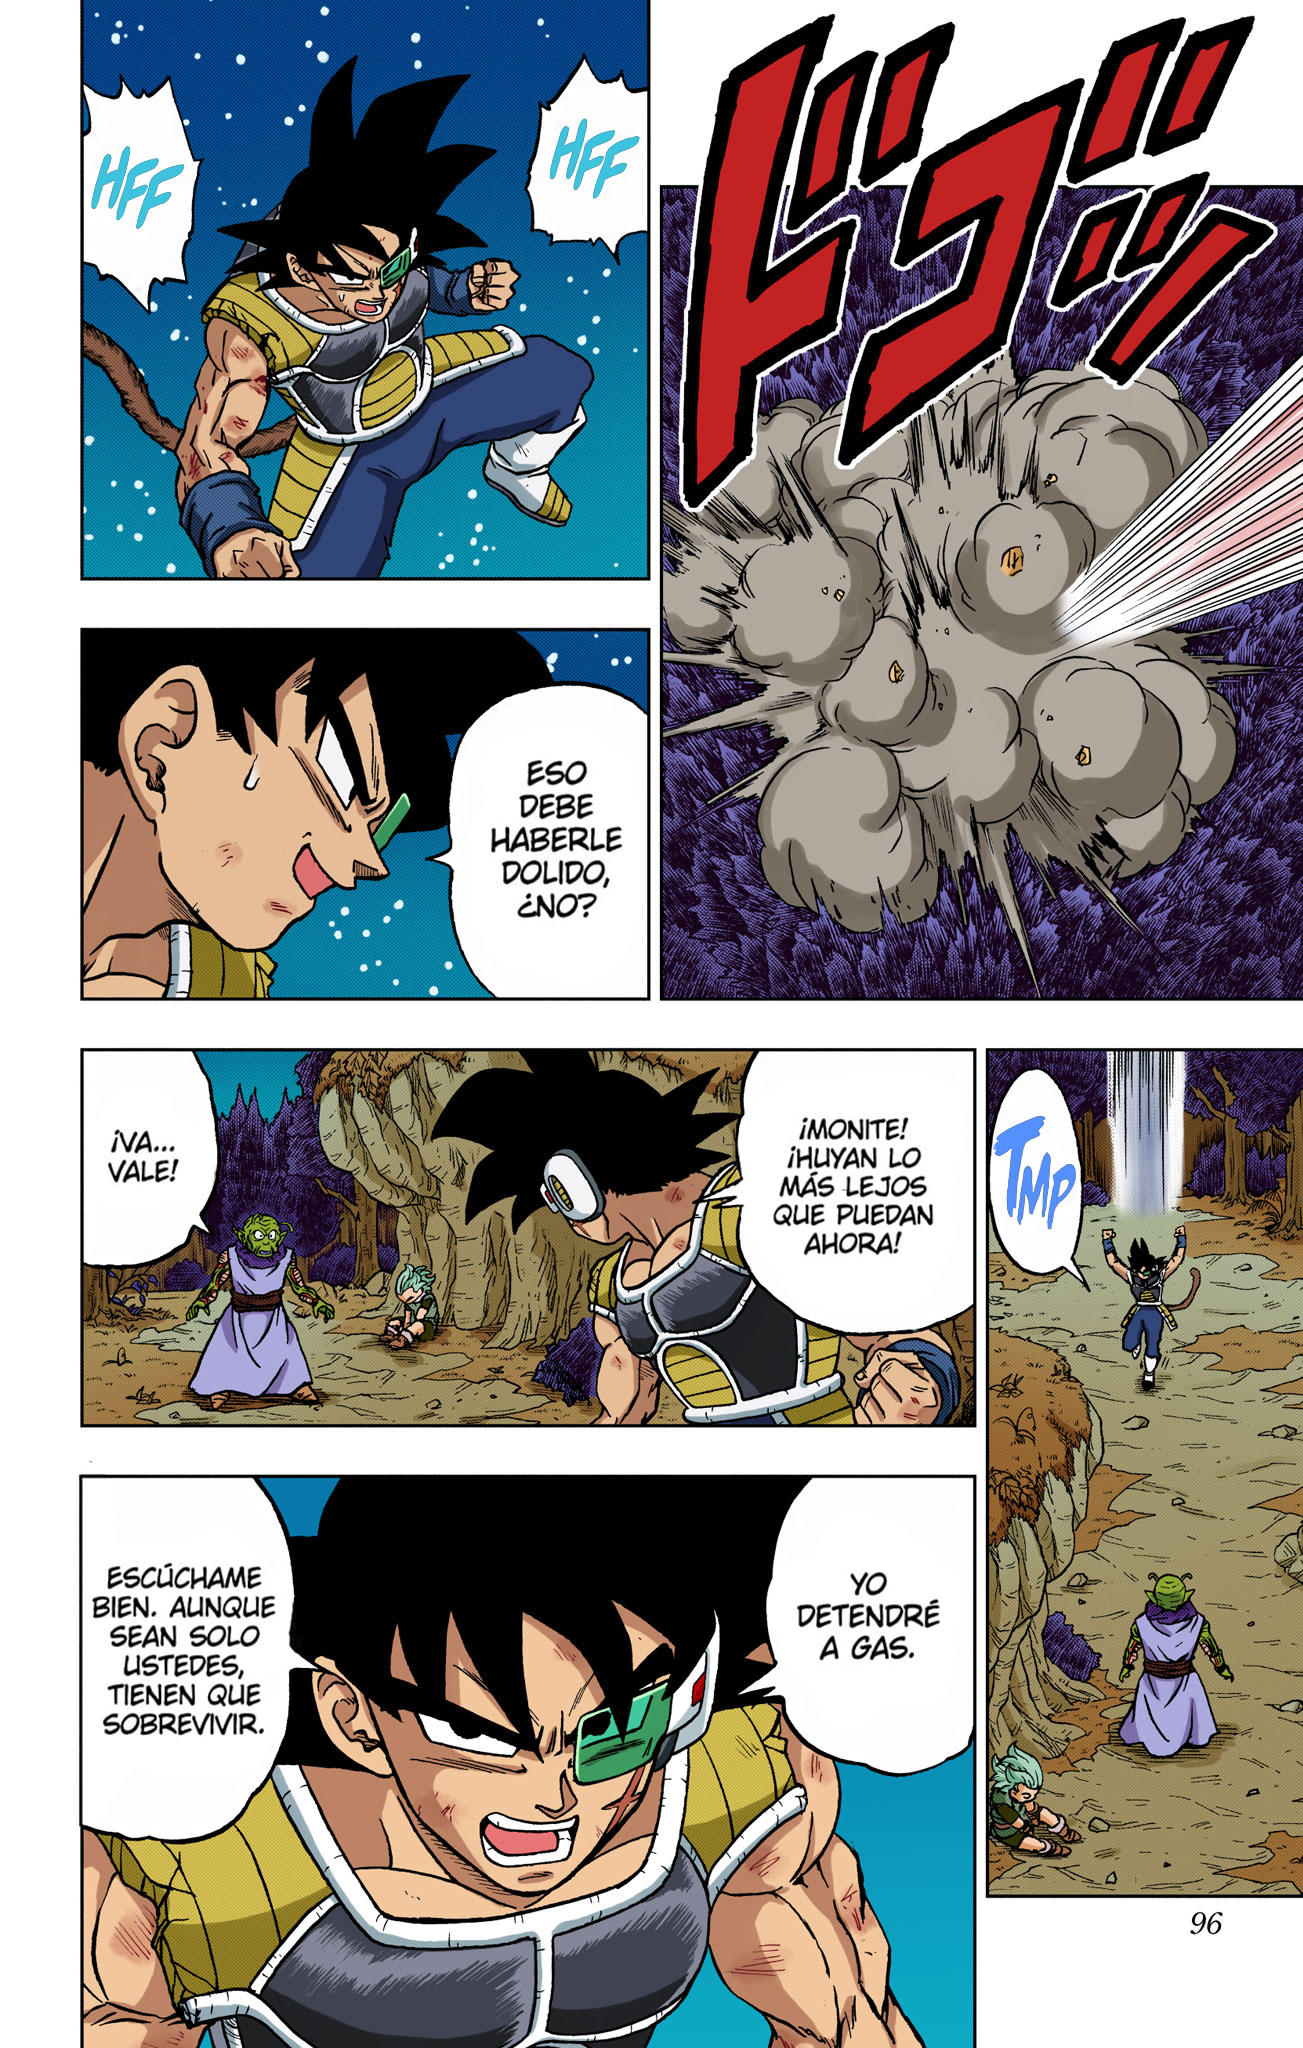 ドゴッ
HFF
HFF
ESO
DEBE
HABERLE
DOLIDO,
¿NO?
TMP
¡MONITE!
¡HUYAN LO
MÁS LEJOS
QUE PUEDAN
AHORA!
¡VA...
VALE!
YO
DETENDRÉ
A GAS.
ESCÚCHAME
BIEN. AUNQUE
SEAN SOLO
USTEDES,
TIENEN QUE
SOBREVIVIR.
96